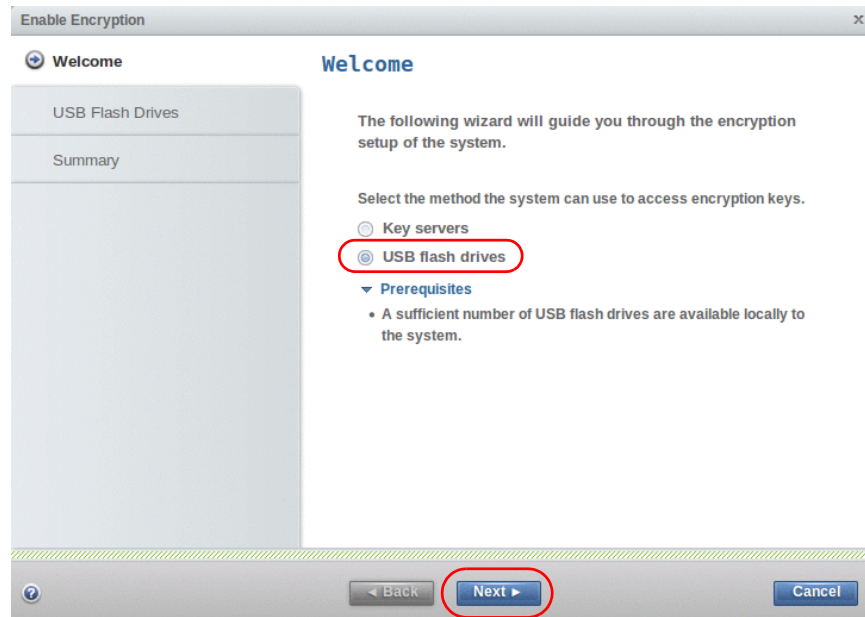 Enable Encryption
x
Welcome
USB Flash Drives
Summary
Welcome
The following wizard will guide you through the encryption
setup of the system.
Select the method the system can use to access encryption keys.
Key servers
USB flash drives
Prerequisites
• A sufficient number of USB flash drives are available locally to
the system.
?
◄ Back
Next ►
Cancel